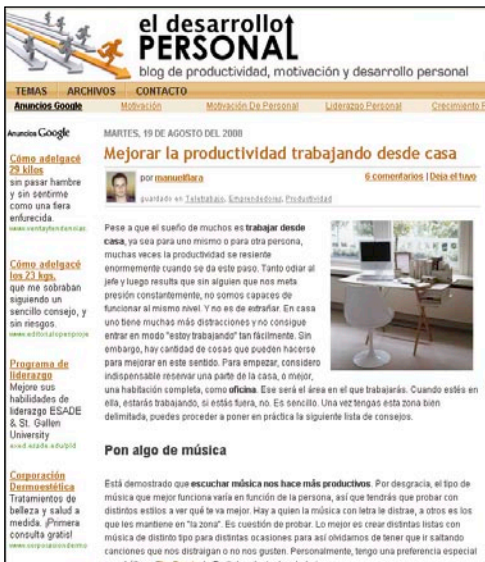 el desarrollo
PERSONAL
blog de productividad, motivación y desarrollo personal
TEMAS ARCHIVOS CONTACTO
Anuncios Google Motivación Motivación De Personal Liderazgo Personal Crecimiento
Anuncios Google
Cómo adelgacé
29 kilos
sin pasar hambre
y sin sentirme
como una fiera
enfurecida.
Cómo adelgacé
los 23 kgs.
que me sobraban
siguiendo un
sencillo consejo, y
sin riesgos.
Programa de
liderazgo
Mejore sus
habilidades de
liderazgo ESADE
& St. Gallen
University
Corporación
Dermoestética
Tratamientos de
belleza y salud a
medida. ¡Primera
consulta gratis!
MARTES, 19 DE AGOSTO DEL 2008
Mejorar la productividad trabajando desde casa
por manuelfiara
6 comentarios | Deja el tuyo
guardado en Teletrabajo, Emprendedores, Productividad
Pese a que el sueño de muchos es trabajar desde
casa, ya sea para uno mismo o para otra persona,
muchas veces la productividad se resiente
enormemente cuando se da este paso. Tanto odiar al
jefe y luego resulta que sin alguien que nos meta
presión constantemente, no somos capaces de
funcionar al mismo nivel. Y no es de extrañar. En casa
uno tiene muchas más distracciones y no consigue
entrar en modo "estoy trabajando" tan fácilmente. Sin
embargo, hay cantidad de cosas que pueden hacerse
para mejorar en este sentido. Para empezar, considero
indispensable reservar una parte de la casa, o mejor,
una habitación completa, como oficina. Ese será el área en el que trabajarás. Cuando estés en
ella, estarás trabajando, si estás fuera, no. Es sencillo. Una vez tengas esta zona bien
delimitada, puedes proceder a poner en práctica la siguiente lista de consejos.
Pon algo de música
Está demostrado que escuchar música nos hace más productivos. Por desgracia, el tipo de
música que mejor funciona varía en función de la persona, así que tendrás que probar con
distintos estilos a ver qué te va mejor. Hay a quien la música con letra le distrae, a otros es los
que les mantiene en "la zona". Es cuestión de probar. Lo mejor es crear distintas listas con
música de distinto tipo para distintas ocasiones para así olvidarnos de tener que ir saltando
canciones que nos distraigan o no nos gusten. Personalmente, tengo una preferencia especial